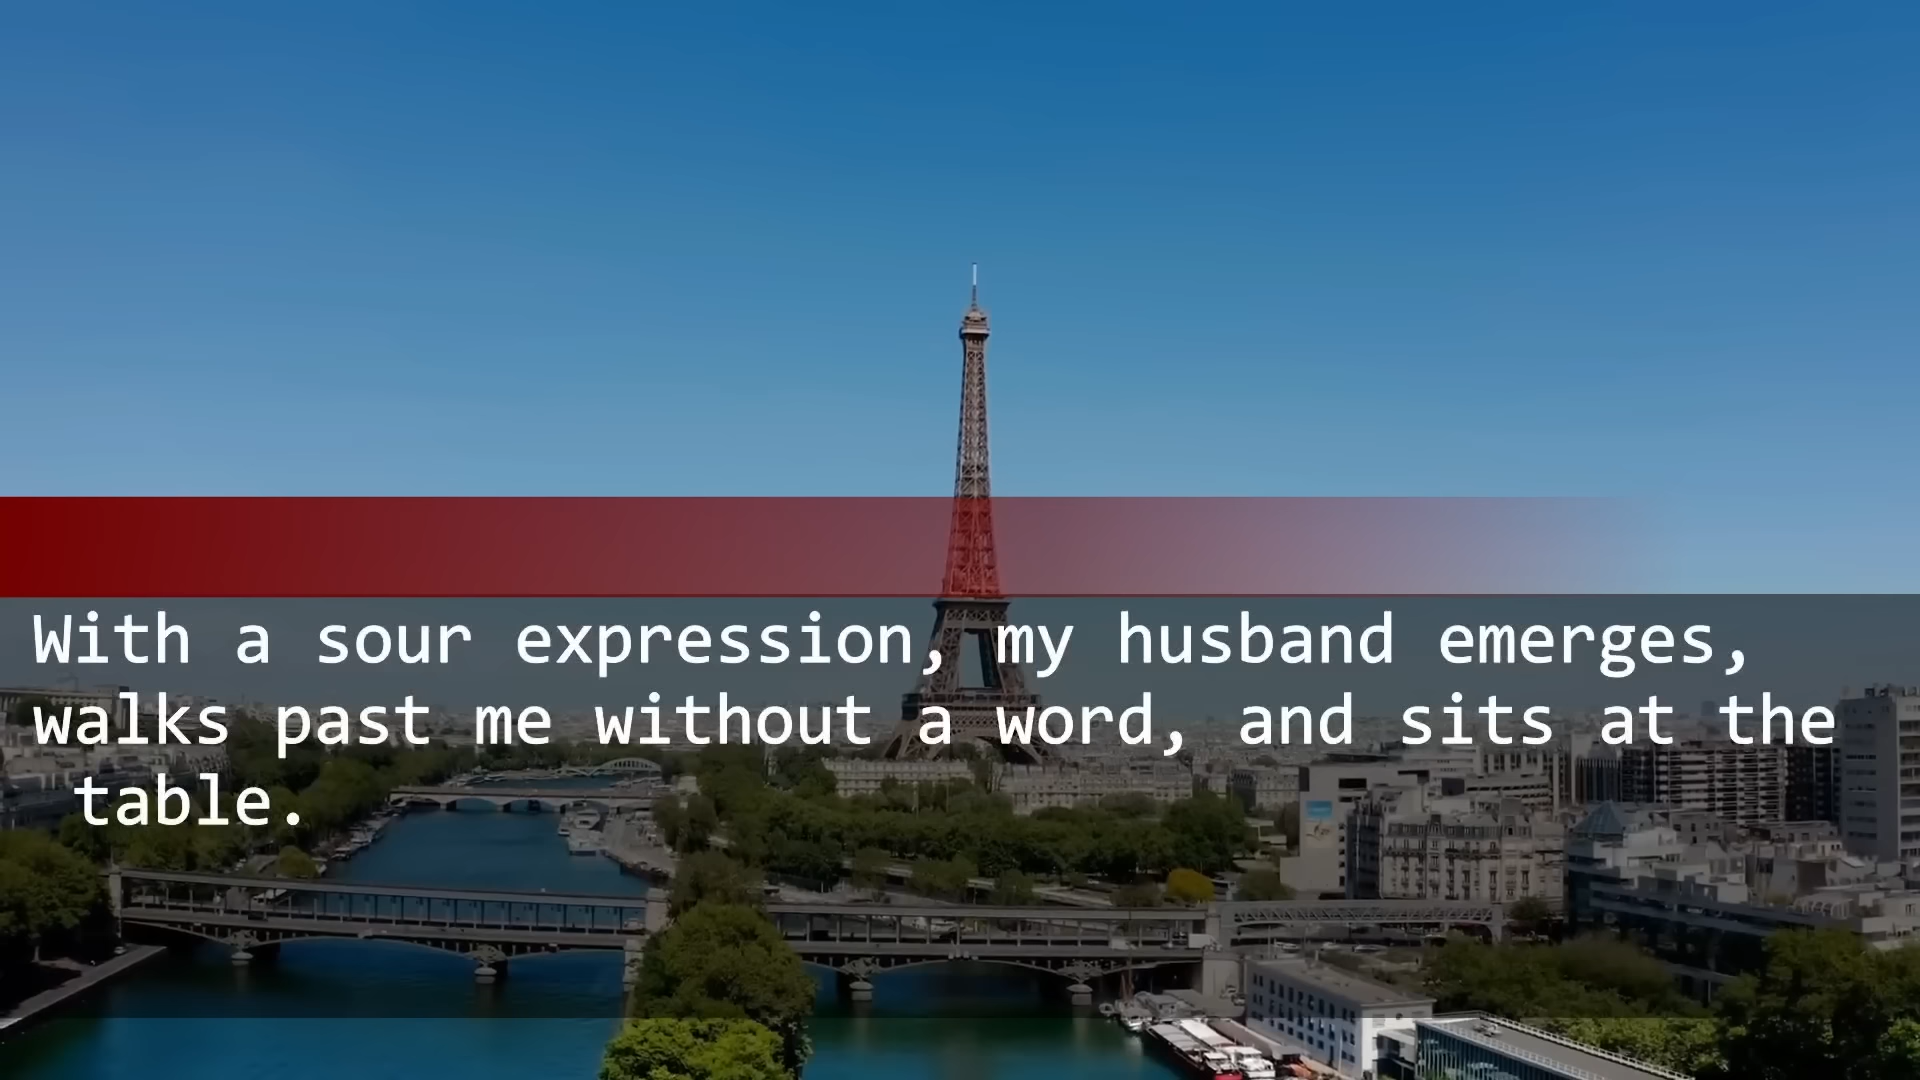 With a sour expression, my husband emerges,
walks past me without a word, and sits at the
table.